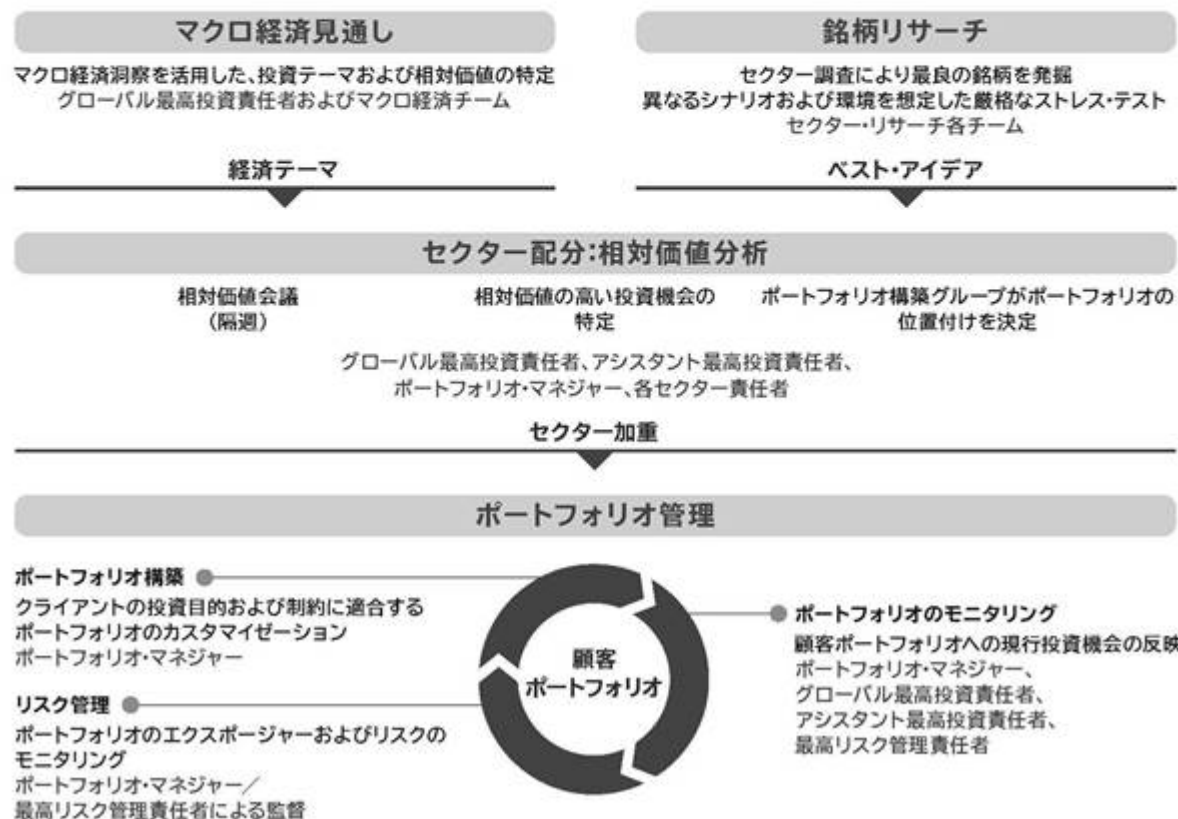 マクロ経済見通し
マクロ経済洞察を活用した、投資テーマおよび相対価値の特定
グローバル最高投資責任者およびマクロ経済チーム
経済テーマ
銘柄リサーチ
セクター調査により最良の銘柄を発掘
異なるシナリオおよび環境を想定した厳格なストレス・テスト
セクター・リサーチ各チーム
ベスト・アイデア
セクター配分:相対価値分析
相対価値会議
（隔週）
相対価値の高い投資機会の
特定
ポートフォリオ構築グループがポートフォリオの
位置付けを決定
グローバル最高投資責任者、アシスタント最高投資責任者、
ポートフォリオ・マネジャー、各セクター責任者
セクター加重
ポートフォリオ管理
ポートフォリオ構築
クライアントの投資目的および制約に適合する
ポートフォリオのカスタマイゼーション
ポートフォリオ・マネジャー
リスク管理
ポートフォリオのエクスポージャーおよびリスクの
モニタリング
ポートフォリオ・マネジャー／
最高リスク管理責任者による監督
顧客
ポートフォリオ
ポートフォリオのモニタリング
顧客ポートフォリオへの現行投資機会の反映
ポートフォリオ・マネジャー、
グローバル最高投資責任者、
アシスタント最高投資責任者、
最高リスク管理責任者